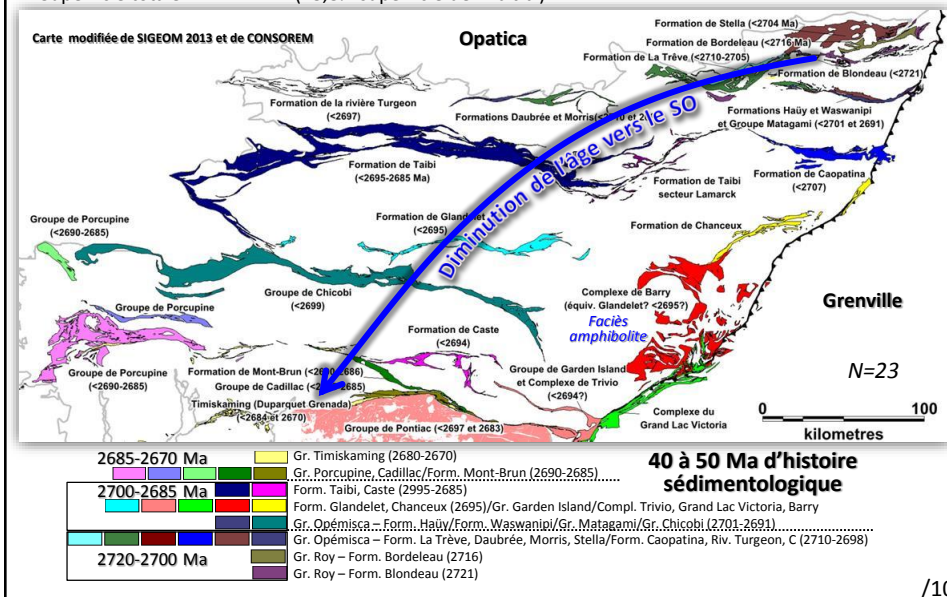 Carte modifiée de SIGEOM 2013 et de CONSOREM
Opatica
Formation de Stella (<2704 Ma)
Formation de Bordeleau (<2716 Ma)
Formation de La Trêve (<2710-2705)
Formation de Blondeau (<2721)
Formation de la rivière Turgeon
(<2697)
Formations Daubrée et Morris
Formations Haüy et Waswanipi
et Groupe Matagami (<2701 et 2691)
Diminution de l'âge vers le SO
Formation de Taibi
(<2695-2685 Ma)
Formation de Taibi
secteur Lamarck
Formation de Caopatina
(<2707)
Groupe de Porcupine
(<2690-2685)
Formation de
(<2695)
Formation de Chanceux
Groupe de Chicobi
(<2699)
Complexe de Barry
(équiv. Glandelet? <2695?)
Faciès
amphibolite
Grenville
Groupe de Porcupine
Formation de Caste
(<2694)
Groupe de Porcupine
(<2690-2685)
Formation de Mont-Brun
Groupe de Cadillac
Groupe de Garden Island
et Complexe de Trivio
(<2694?)
N=23
Timiskaming (Duparquet Grenada)
(<2684 et 2670)
Groupe de Pontiac (<2697 et 2683)
Complexe du
Grand Lac Victoria
0 100
kilometres
2685-2670 Ma
Gr. Timiskaming (2680-2670)
Gr. Porcupine, Cadillac/Form. Mont-Brun (2690-2685)
40 à 50 Ma d'histoire
sédimentologique
2700-2685 Ma
Form. Taibi, Caste (2995-2685)
Form. Glandelet, Chanceux (2695)/Gr. Garden Island/Compl. Trivio, Grand Lac Victoria, Barry
Gr. Opémisca – Form. Haüy/Form. Waswanipi/Gr. Matagami/Gr. Chicobi (2701-2691)
Gr. Opémisca – Form. La Trêve, Daubrée, Morris, Stella/Form. Caopatina, Riv. Turgeon, C (2710-2698)
2720-2700 Ma
Gr. Roy – Form. Bordeleau (2716)
Gr. Roy – Form. Blondeau (2721)